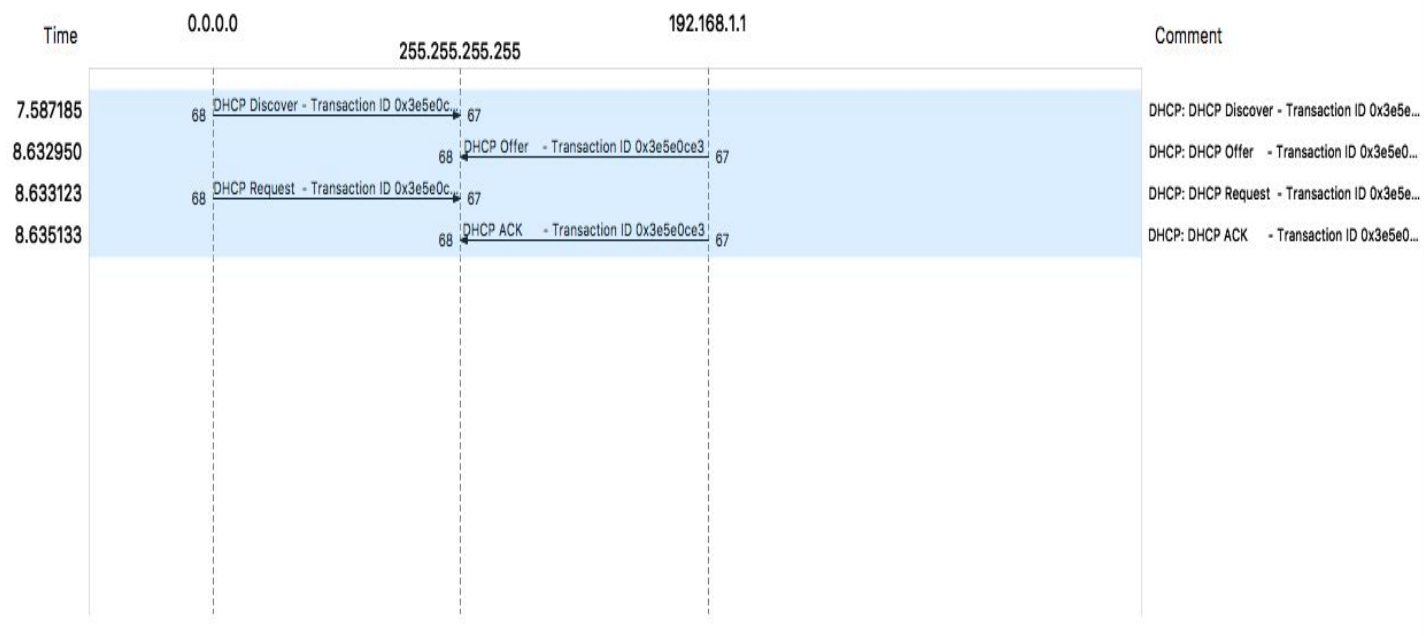 Time 0.0.0.0 192.168.1.1 Comment
255.255.255.255
7.587185 68 DHCP Discover - Transaction ID 0x3e5e0c... 67 DHCP: DHCP Discover - Transaction ID 0x3e5e...
8.632950 68 DHCP Offer - Transaction ID 0x3e5e0ce3 67 DHCP: DHCP Offer - Transaction ID 0x3e5e0...
8.633123 68 DHCP Request - Transaction ID 0x3e5e0c... 67 DHCP: DHCP Request - Transaction ID 0x3e5e...
8.635133 68 DHCP ACK - Transaction ID 0x3e5e0ce3 67 DHCP: DHCP ACK - Transaction ID 0x3e5e0...